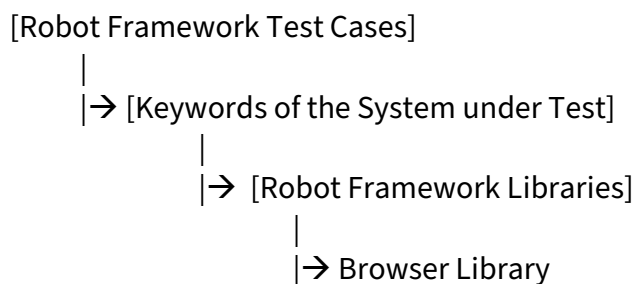 [Robot Framework Test Cases]
|
|→ [Keywords of the System under Test]
|
|→ [Robot Framework Libraries]
|
|→ Browser Library